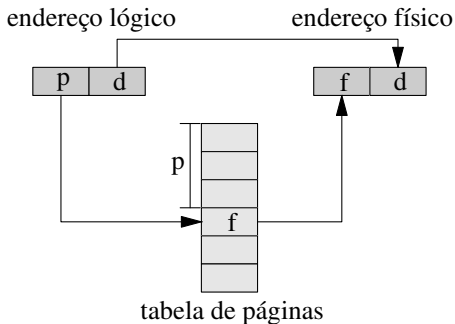 endereço lógico
endereço físico
p d
f d
p
f
tabela de páginas